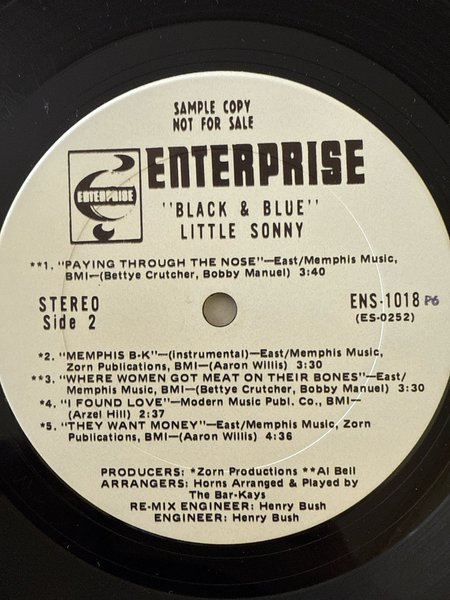 SAMPLE COPY
NOT FOR SALE
ENTERPRISE
ENTERPRISE
"BLACK & BLUE"
LITTLE SONNY
**1. "PAYING THROUGH THE NOSE"—East/Memphis Music,
BMI—(Bettye Crutcher, Bobby Manuel) 3:40
STEREO
Side 2
ENS-1018 P6
(ES-0252)
*2. "MEMPHIS B-K"—(instrumental)—East/Memphis Music,
Zorn Publications, BMI—(Aaron Willis) 3:30
**3. "WHERE WOMEN GOT MEAT ON THEIR BONES"—East/
Memphis Music, BMI—(Bettye Crutcher, Bobby Manuel) 3:30
*4. "I FOUND LOVE"—Modern Music Publ. Co., BMI—
(Arzel Hill) 2:37
*5. "THEY WANT MONEY"—East/Memphis Music, Zorn
Publications, BMI—(Aaron Willis) 4:36
PRODUCERS: *Zorn Productions **Al Bell
ARRANGERS: Horns Arranged & Played by
The Bar-Kays
RE-MIX ENGINEER: Henry Bush
ENGINEER: Henry Bush